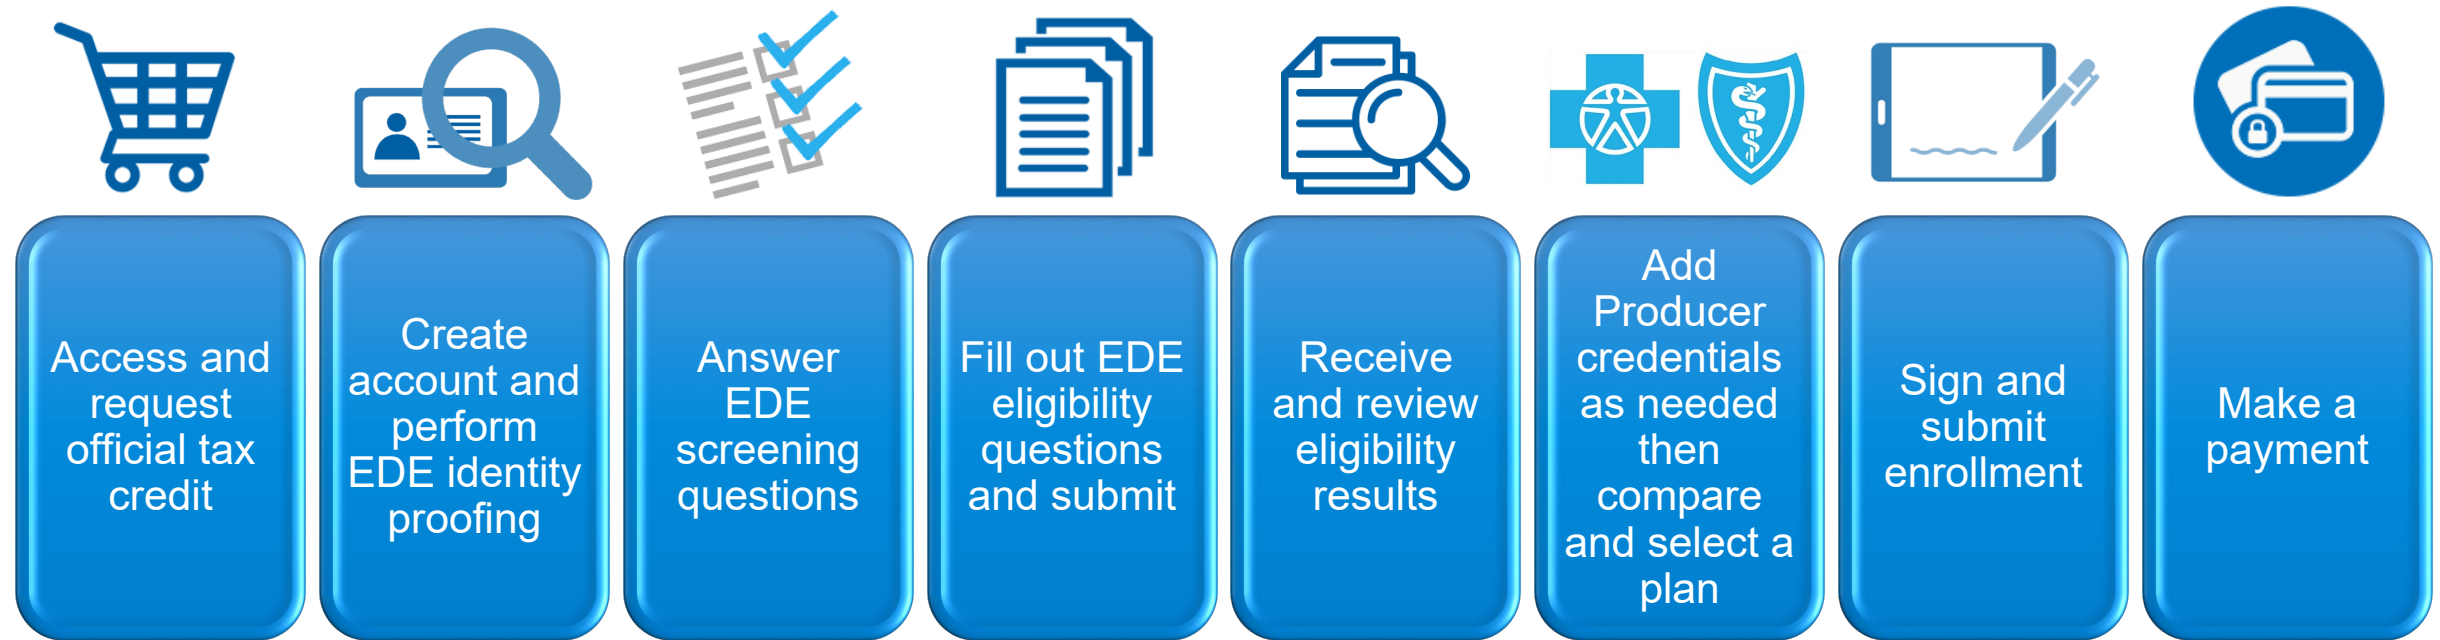 Access and
request
official tax
credit
Create
account and
perform
EDE identity
proofing
Answer
EDE
screening
questions
Fill out EDE
eligibility
questions
and submit
Receive
and review
eligibility
results
Add
Producer
credentials
as needed
then
compare
and select a
plan
Sign and
submit
enrollment
Make a
payment